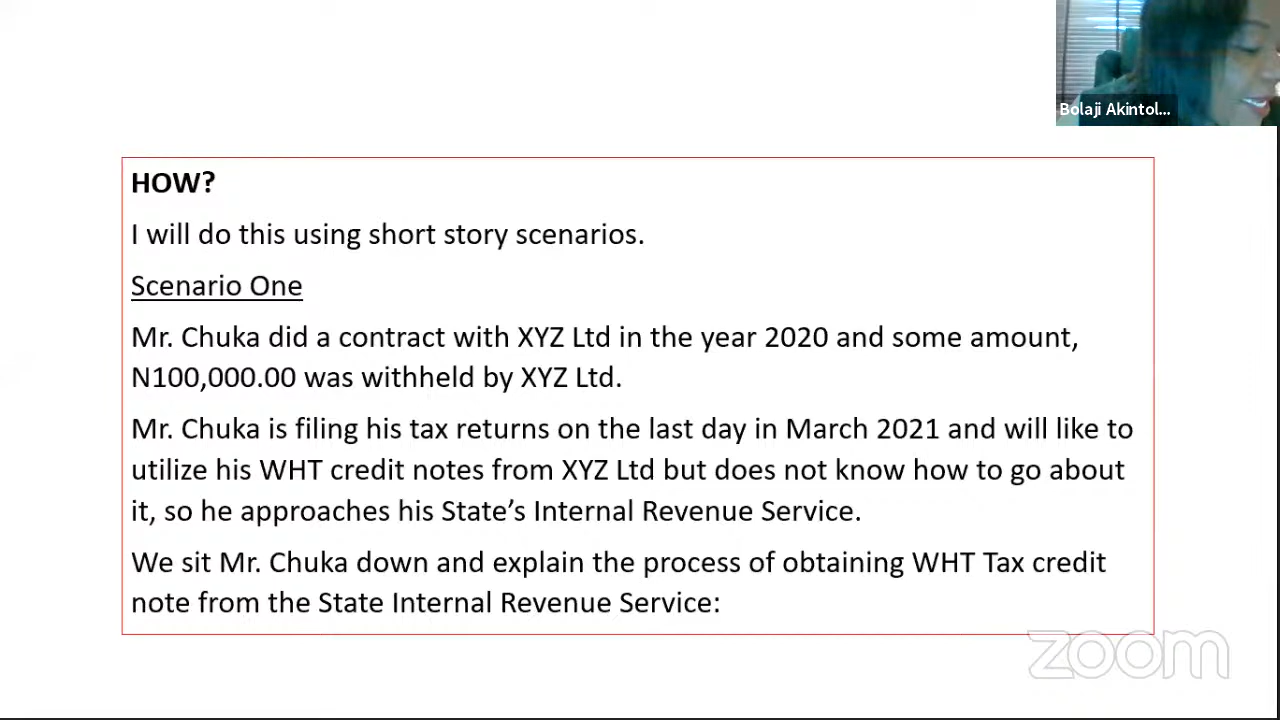 Bolaji Akintol...
HOW?
I will do this using short story scenarios.
Scenario One
Mr. Chuka did a contract with XYZ Ltd in the year 2020 and some amount,
N100,000.00 was withheld by XYZ Ltd.
Mr. Chuka is filing his tax returns on the last day in March 2021 and will like to
utilize his WHT credit notes from XYZ Ltd but does not know how to go about
it, so he approaches his State’s Internal Revenue Service.
We sit Mr. Chuka down and explain the process of obtaining WHT Tax credit
note from the State Internal Revenue Service:
zoom